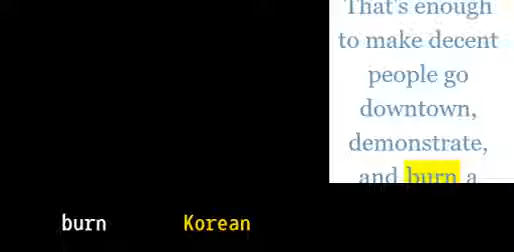 That's enough
to make decent
people go
downtown,
demonstrate,
and burn a
burn Korean